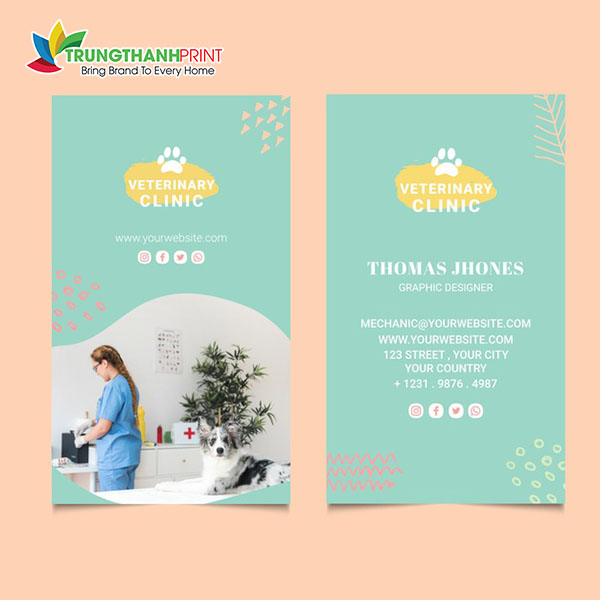 TRUNGTHANHPRINT
Bring Brand To Every Home
VETERINARY
CLINIC
www.yourwebsite.com
VETERINARY
CLINIC
THOMAS JHONES
GRAPHIC DESIGNER
MECHANIC@YOURWEBSITE.COM
WWW.YOURWEBSITE.COM
123 STREET , YOUR CITY
YOUR COUNTRY
+ 1231 . 9876 . 4987